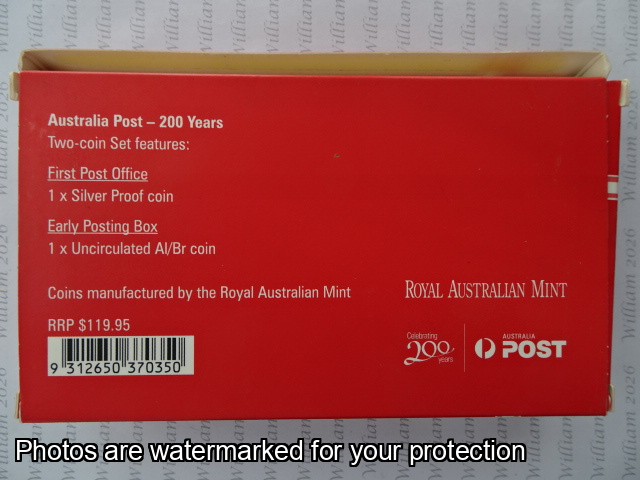 Australia Post – 200 Years
Two-coin Set features:
First Post Office
1 x Silver Proof coin
Early Posting Box
1 x Uncirculated Al/Br coin
Coins manufactured by the Royal Australian Mint
ROYAL AUSTRALIAN MINT
RRP $119.95
9 312650 370350
Celebrating
200
years
AUSTRALIA
POST
Photos are watermarked for your protection
William 2026